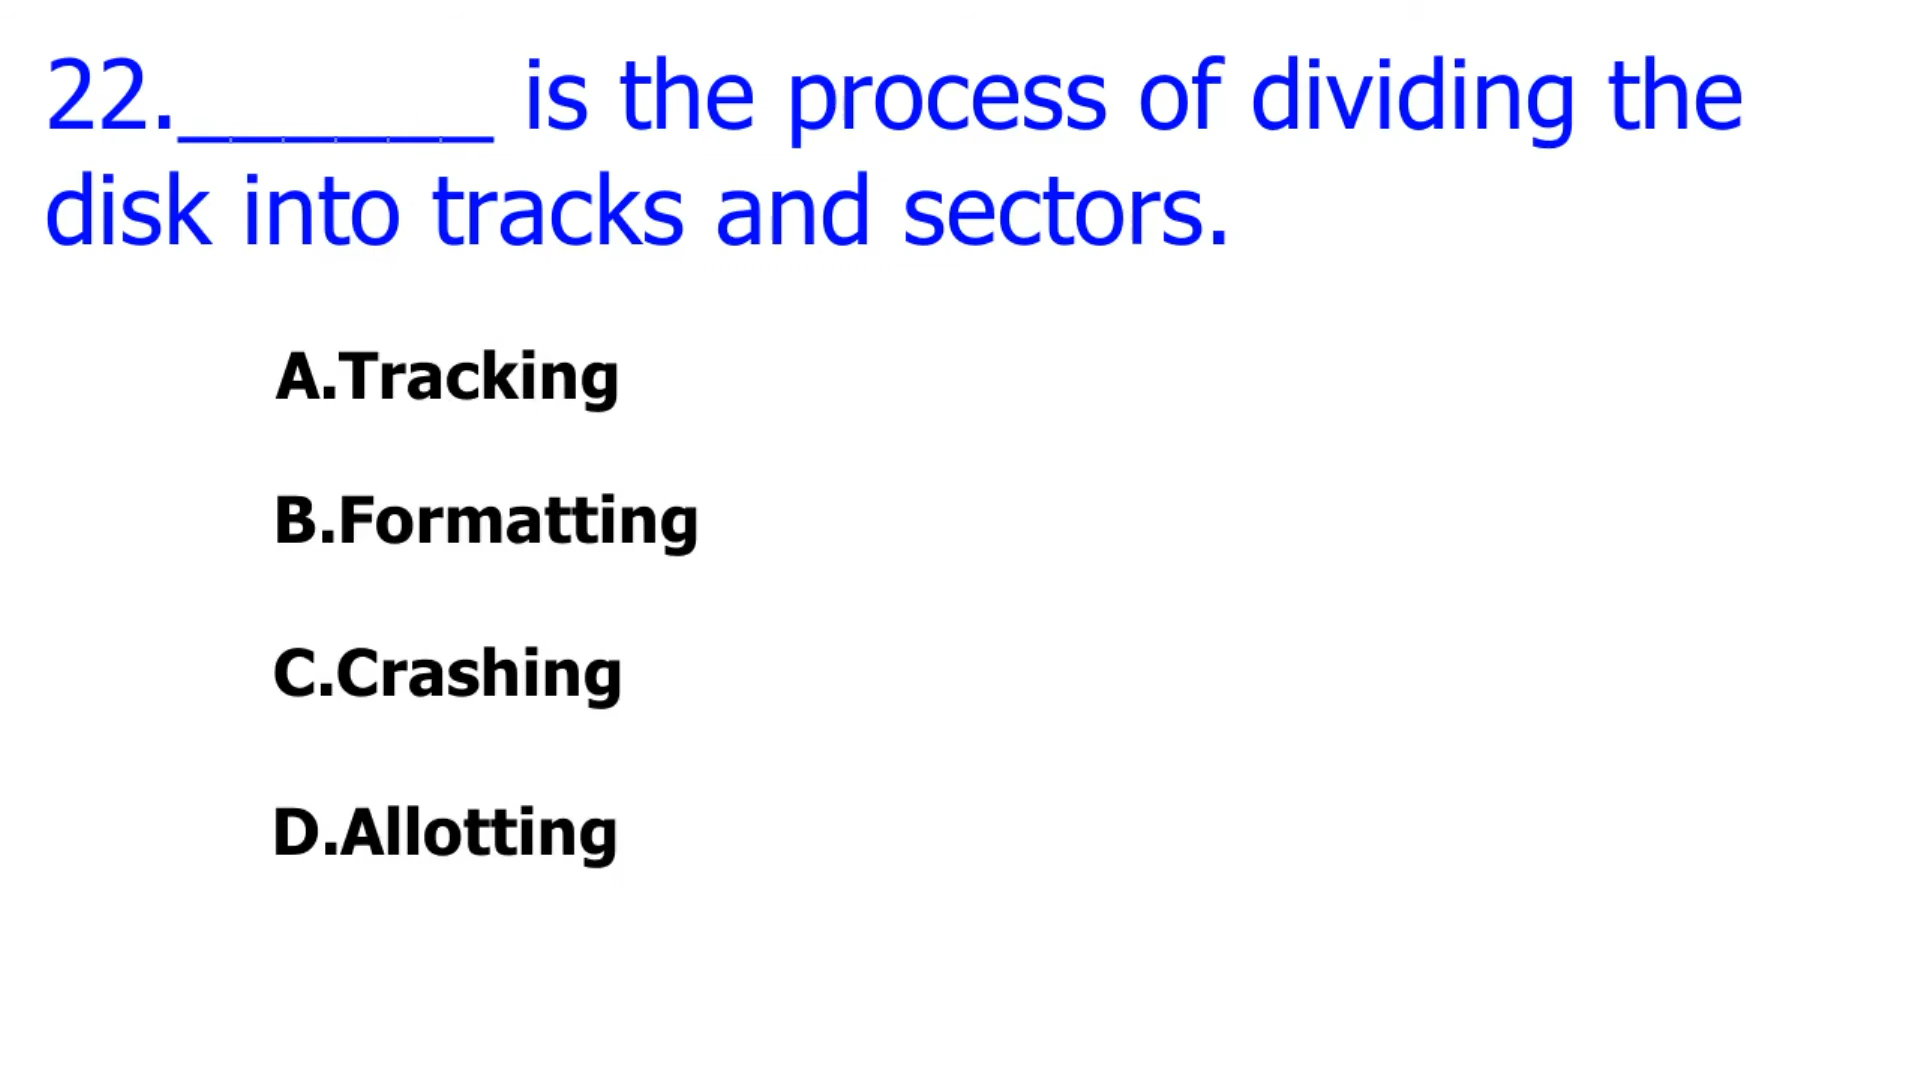 22.______ is the process of dividing the
disk into tracks and sectors.
A.Tracking
B.Formatting
C.Crashing
D.Allotting